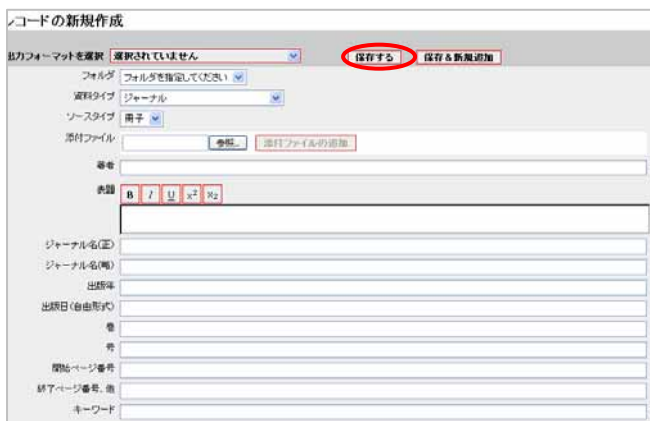 レコードの新規作成
出力フォーマットを選択 選択されていません 保存する 保存&新規追加
フォルダ フォルダを指定してください
資料タイプ ジャーナル
ソースタイプ 冊子
添付ファイル 参照... 添付ファイルの追加
著者
表題 B I U x² x₂
ジャーナル名(正)
ジャーナル名(略)
出版年
出版日(自由形式)
巻
号
開始ページ番号
終了ページ番号, 他
キーワード